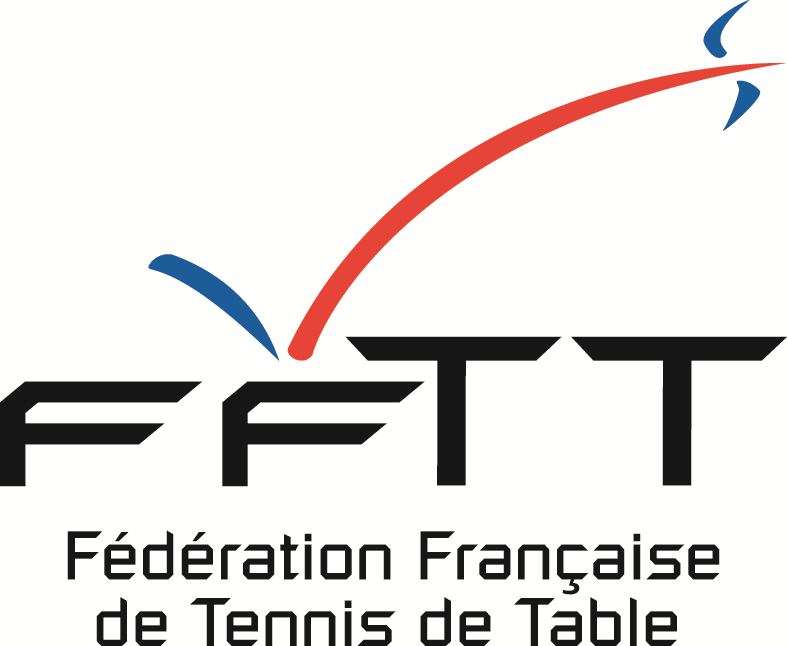 FFTT
Fédération Française
de Tennis de Table